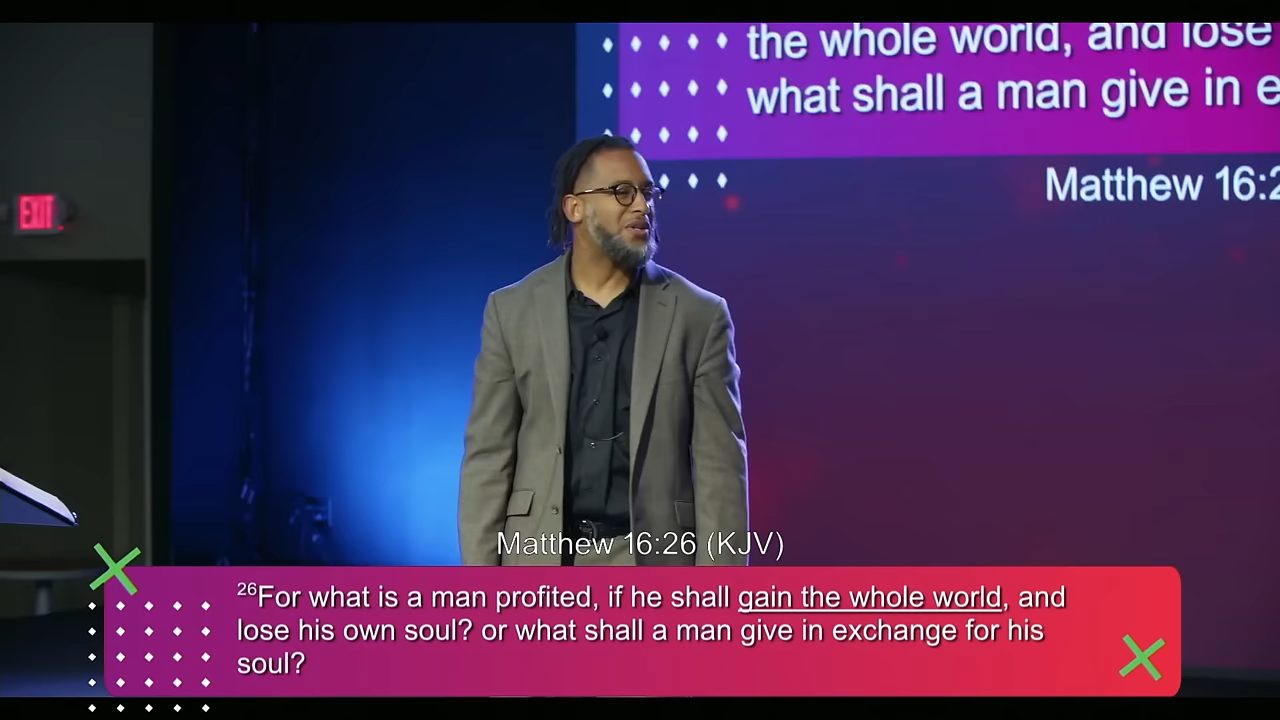 the whole world, and lose
what shall a man give in e
Matthew 16:2
EXIT
Matthew 16:26 (KJV)
26For what is a man profited, if he shall gain the whole world, and
lose his own soul? or what shall a man give in exchange for his
soul?